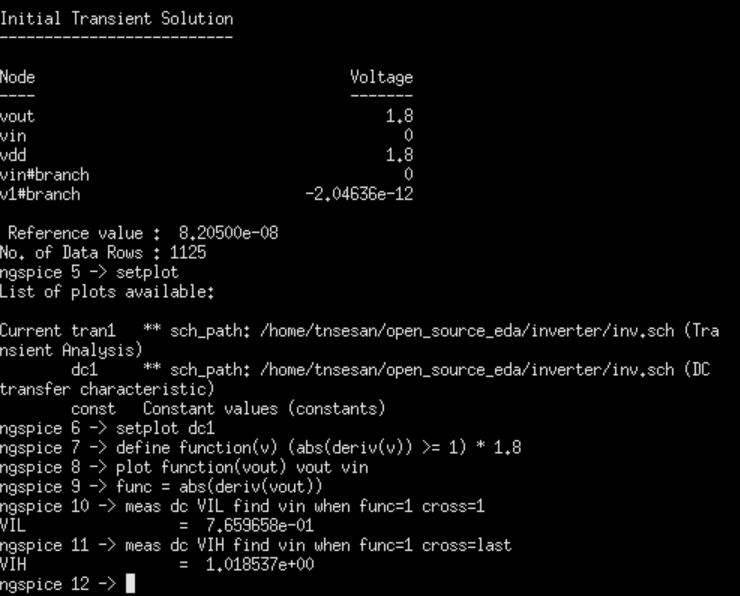 Initial Transient Solution
--------------------------
Node Voltage
---- -------
vout 1.8
vin 0
vdd 1.8
vin#branch 0
v1#branch -2.04636e-12
Reference value : 8.20500e-08
No. of Data Rows : 1125
ngspice 5 -> setplot
List of plots available:
Current tran1 ** sch_path: /home/tnsesan/open_source_eda/inverter/inv.sch (Tra
nsient Analysis)
dc1 ** sch_path: /home/tnsesan/open_source_eda/inverter/inv.sch (DC
transfer characteristic)
const Constant values (constants)
ngspice 6 -> setplot dc1
ngspice 7 -> define function(v) (abs(deriv(v)) >= 1) * 1.8
ngspice 8 -> plot function(vout) vout vin
ngspice 9 -> func = abs(deriv(vout))
ngspice 10 -> meas dc VIL find vin when func=1 cross=1
VIL = 7.659658e-01
ngspice 11 -> meas dc VIH find vin when func=1 cross=last
VIH = 1.018537e+00
ngspice 12 ->